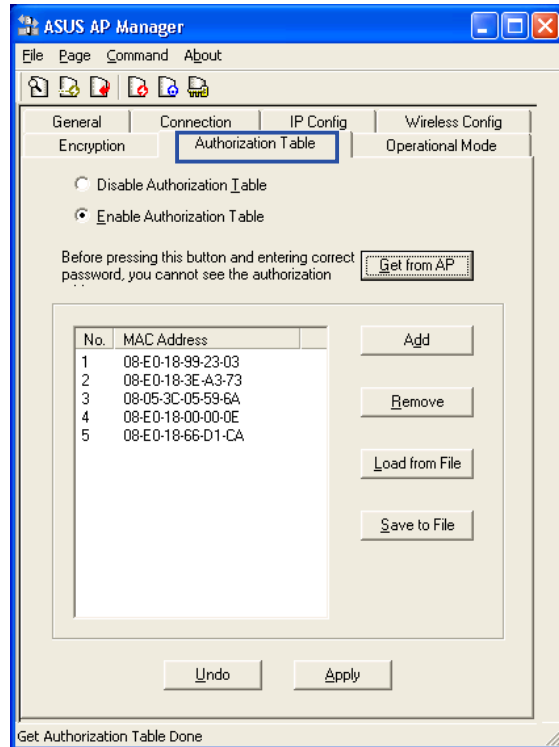 ASUS AP Manager
File Page Command About
General Connection IP Config Wireless Config
Encryption Authorization Table Operational Mode
Disable Authorization Table
Enable Authorization Table
Before pressing this button and entering correct
password, you cannot see the authorization
Get from AP
No. MAC Address
1 08-E0-18-99-23-03
2 08-E0-18-3E-A3-73
3 08-05-3C-05-59-6A
4 08-E0-18-00-00-0E
5 08-E0-18-66-D1-CA
Add
Remove
Load from File
Save to File
Undo Apply
Get Authorization Table Done